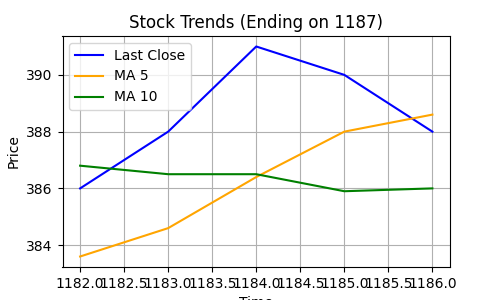 Stock Trends (Ending on 1187)
Last Close
MA 5
MA 10
390
388
386
384
Price
1182.0 1182.5 1183.0 1183.5 1184.0 1184.5 1185.0 1185.5 1186.0
Time